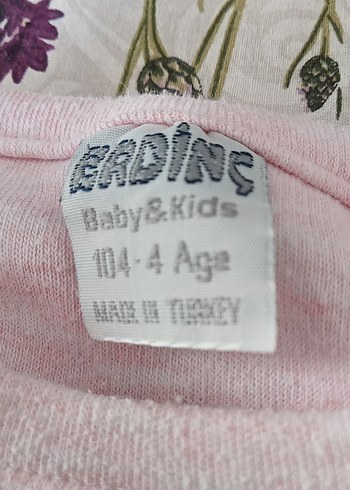 ERDİNÇ
Baby&Kids
104-4 Age
MADE IN TURKEY